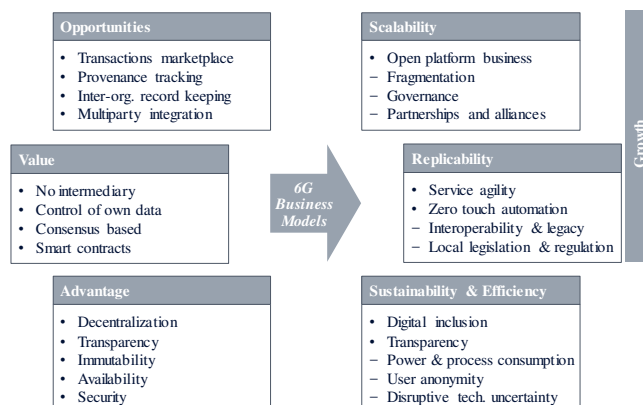 Opportunities
• Transactions marketplace
• Provenance tracking
• Inter-org. record keeping
• Multiparty integration
Scalability
• Open platform business
– Fragmentation
– Governance
– Partnerships and alliances
Growth
Value
• No intermediary
• Control of own data
• Consensus based
• Smart contracts
6G
Business
Models
Replicability
• Service agility
• Zero touch automation
– Interoperability & legacy
– Local legislation & regulation
Advantage
• Decentralization
• Transparency
• Immutability
• Availability
• Security
Sustainability & Efficiency
• Digital inclusion
• Transparency
– Power & process consumption
– User anonymity
– Disruptive tech. uncertainty